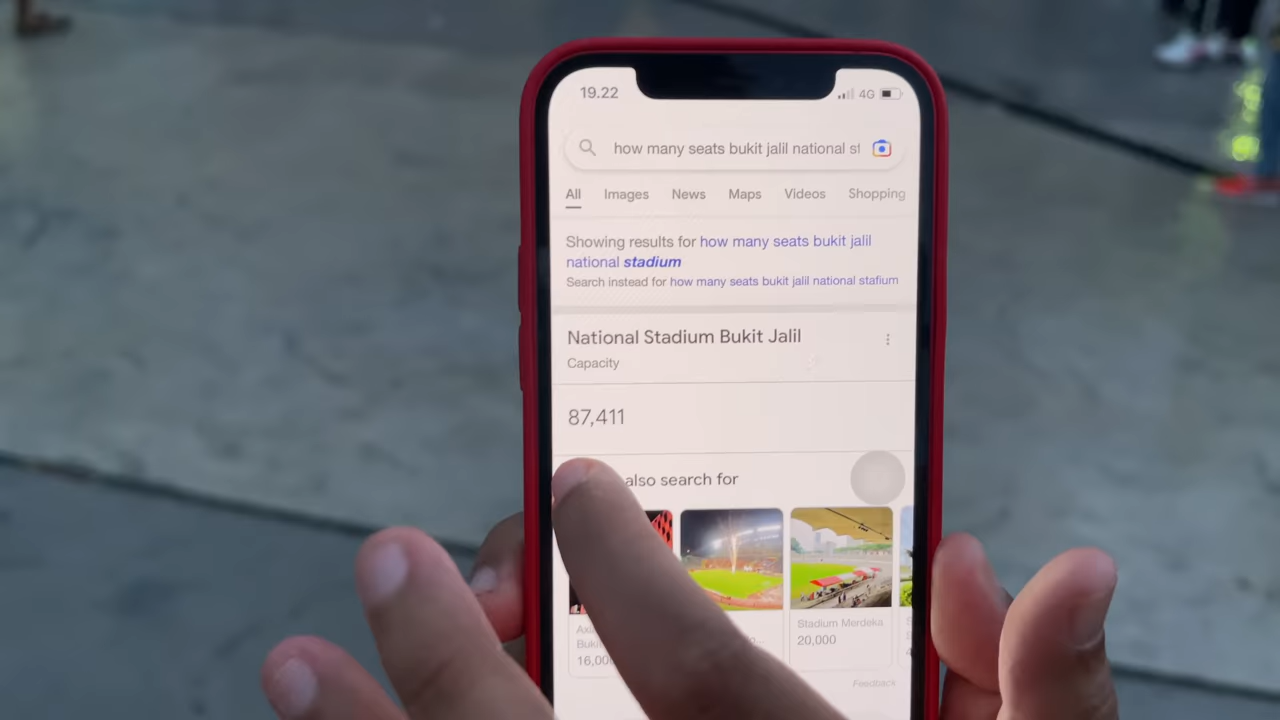 19.22
4G
how many seats bukit jalil national st
All Images News Maps Videos Shopping
Showing results for how many seats bukit jalil
national stadium
Search instead for how many seats bukit jalil national stafium
National Stadium Bukit Jalil
Capacity
87,411
also search for
Stadium Merdeka
20,000
16,000
Feedback